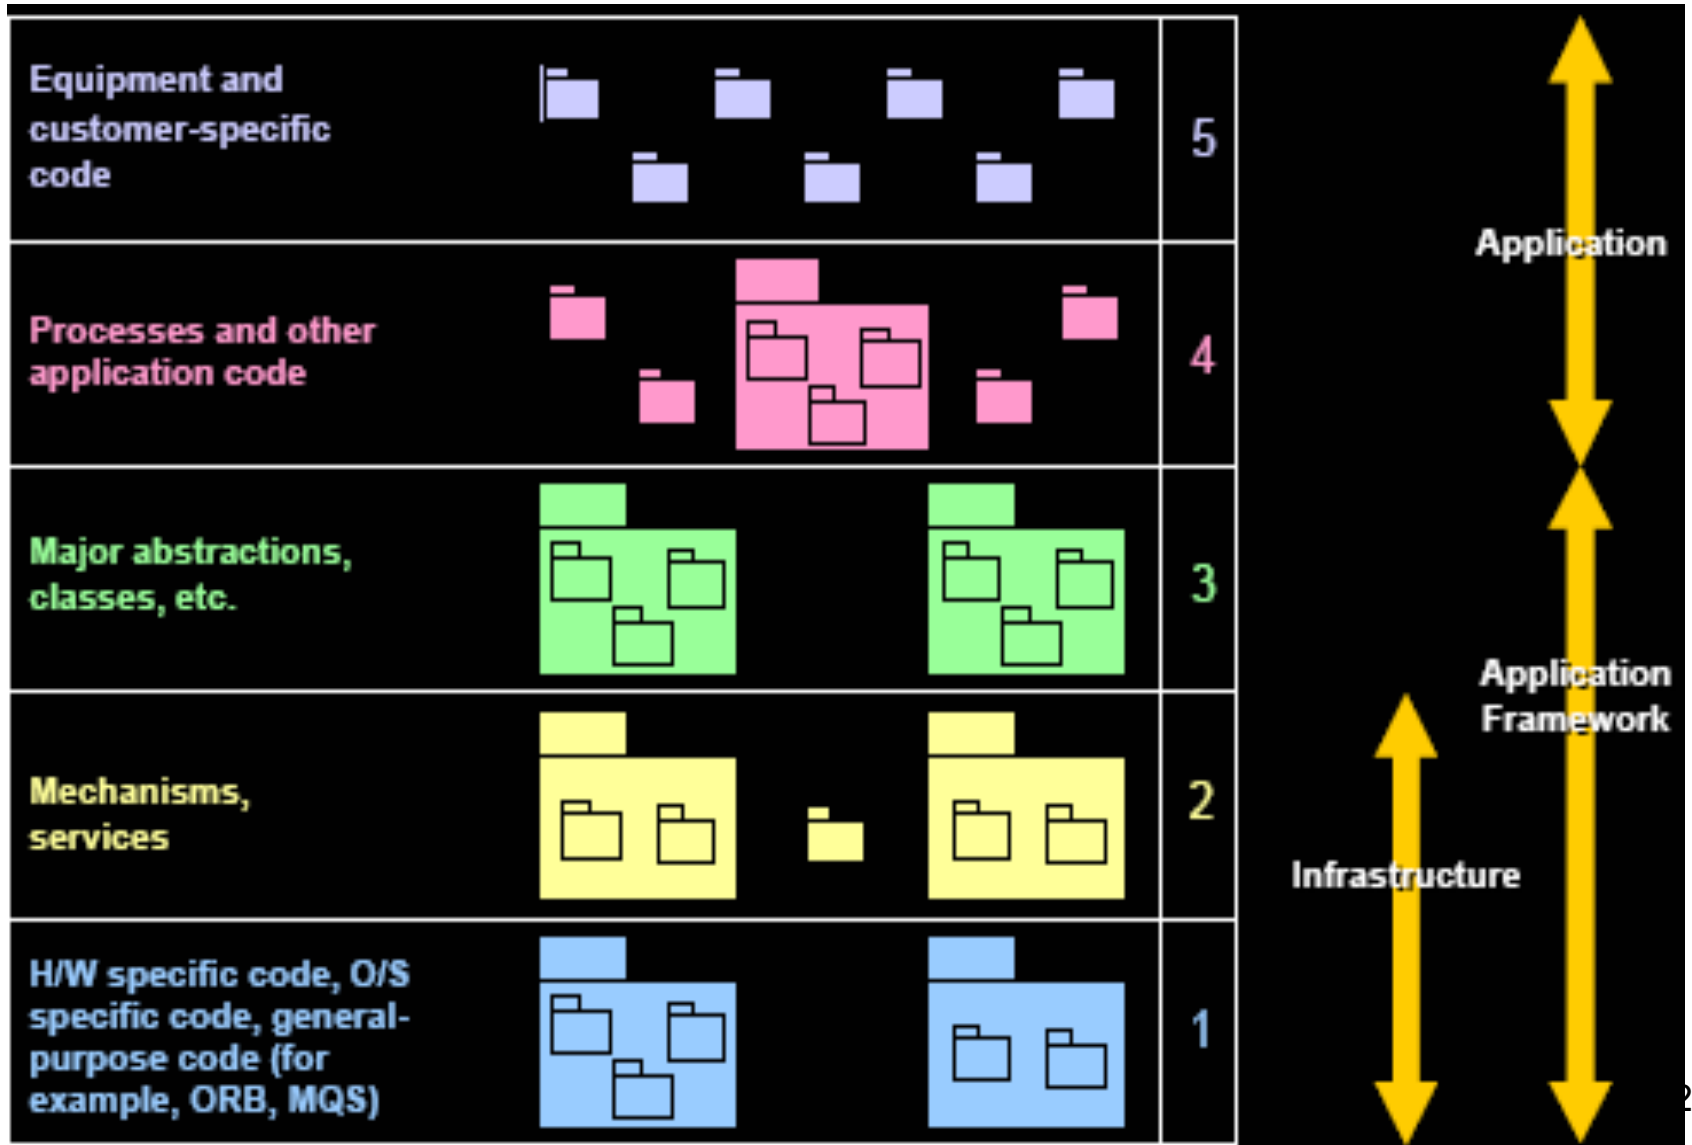 Equipment and
customer-specific
code
5
Application
Processes and other
application code
4
Major abstractions,
classes, etc.
3
Application
Framework
Mechanisms,
services
2
Infrastructure
H/W specific code, O/S
specific code, general-
purpose code (for
example, ORB, MQS)
1
2